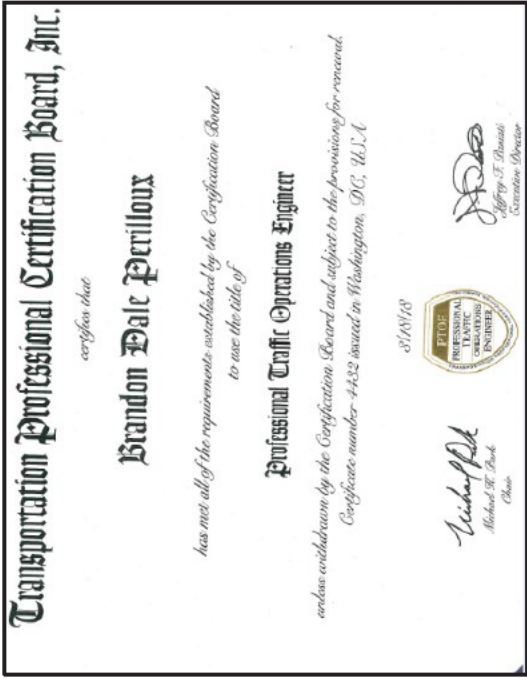 Transportation Professional Certification Board, Inc.
certifies that
Brandon Dale Perilloux
has met all of the requirements established by the Certification Board
to use the title of
Professional Traffic Operations Engineer
unless withdrawn by the Certification Board and subject to the provisions for renewal.
Certificate number 4432 issued in Washington, DC, USA
Michael H. Park
Chair
PTOE
PROFESSIONAL
TRAFFIC
OPERATIONS
ENGINEER
Jeffrey F. Paniati
Executive Director